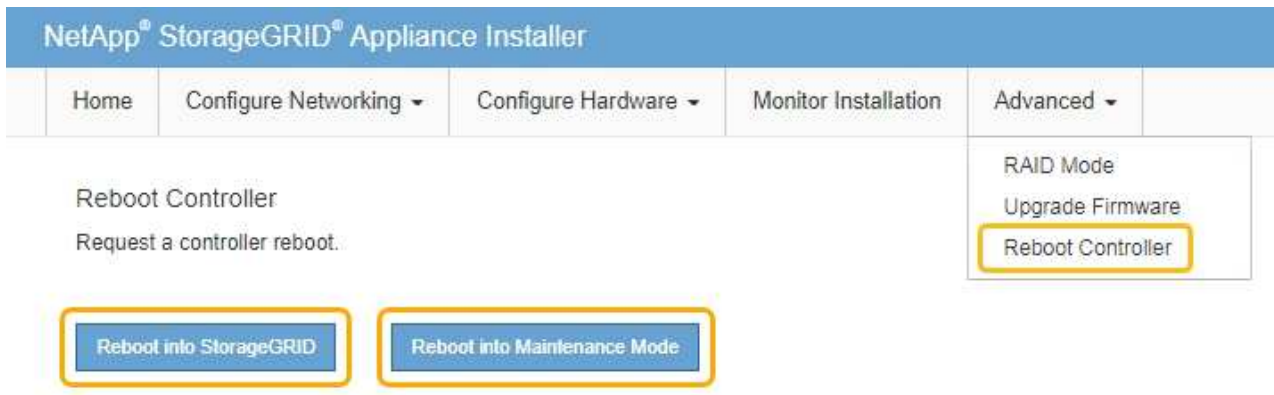 NetApp® StorageGRID® Appliance Installer
Home Configure Networking Configure Hardware Monitor Installation Advanced
RAID Mode
Upgrade Firmware
Reboot Controller
Reboot Controller
Request a controller reboot.
Reboot into StorageGRID Reboot into Maintenance Mode